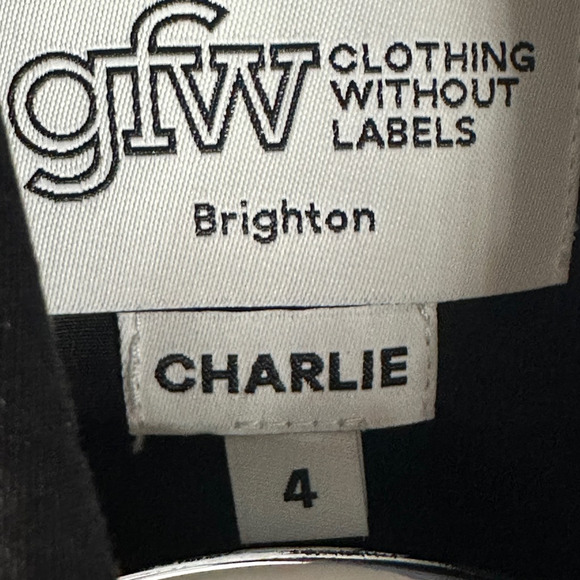 gfw CLOTHING
WITHOUT
LABELS
Brighton
CHARLIE
4